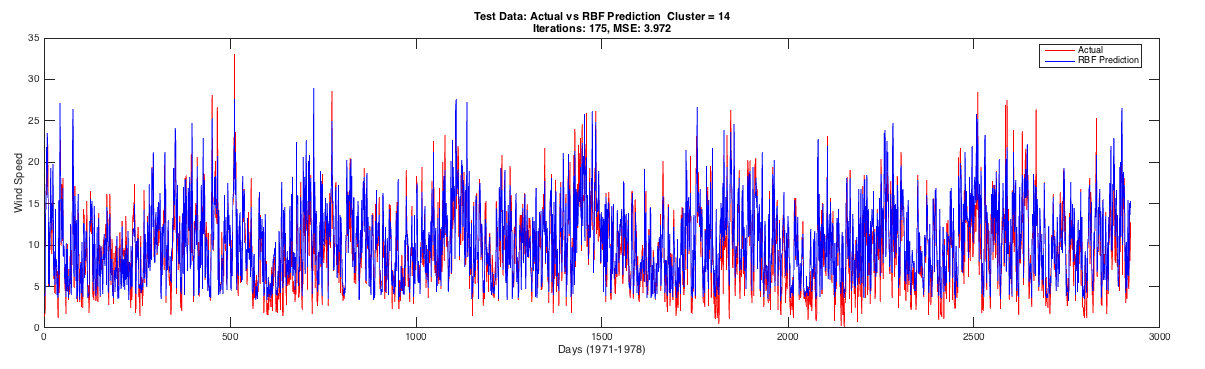 Test Data: Actual vs RBF Prediction  Cluster = 14
Iterations: 175, MSE: 3.972
35
30
25
20
15
10
5
0
Wind Speed
Actual
RBF Prediction
0 500 1000 1500 2000 2500 3000
Days (1971-1978)